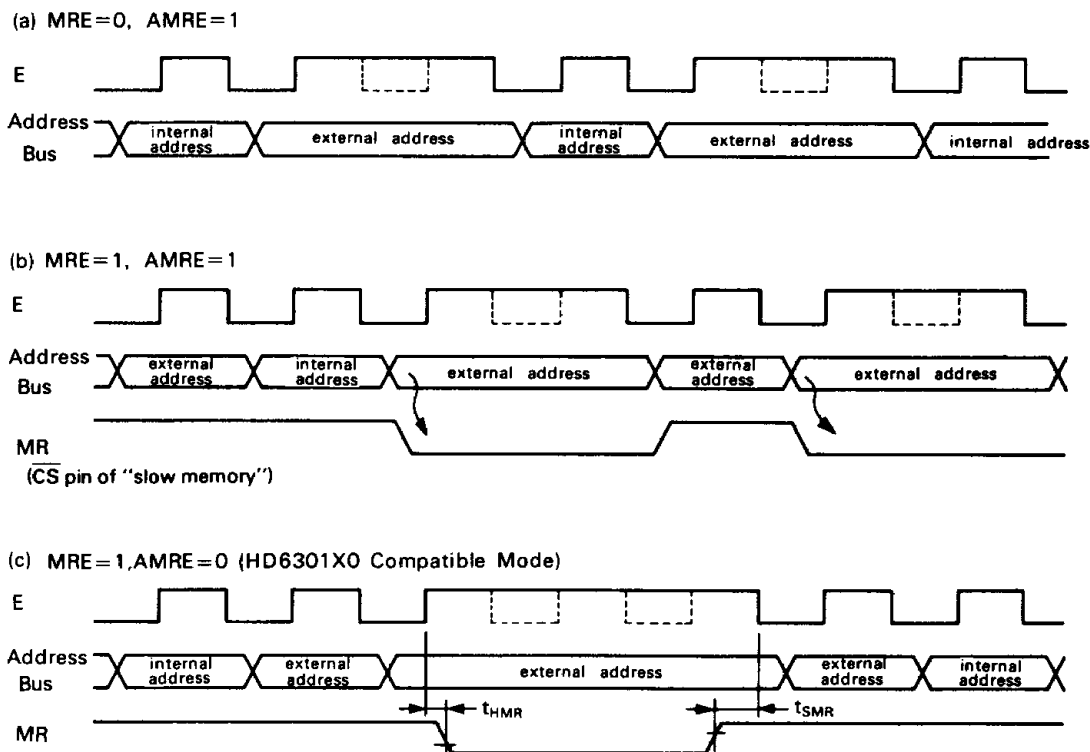 (a) MRE=0, AMRE=1
E
Address Bus
internal address
external address
internal address
external address
internal address
(b) MRE=1, AMRE=1
E
Address Bus
external address
internal address
external address
external address
external address
MR
(C̅S̅ pin of "slow memory")
(c) MRE=1,AMRE=0 (HD6301X0 Compatible Mode)
E
Address Bus
internal address
external address
external address
external address
internal address
MR
tHMR
tSMR